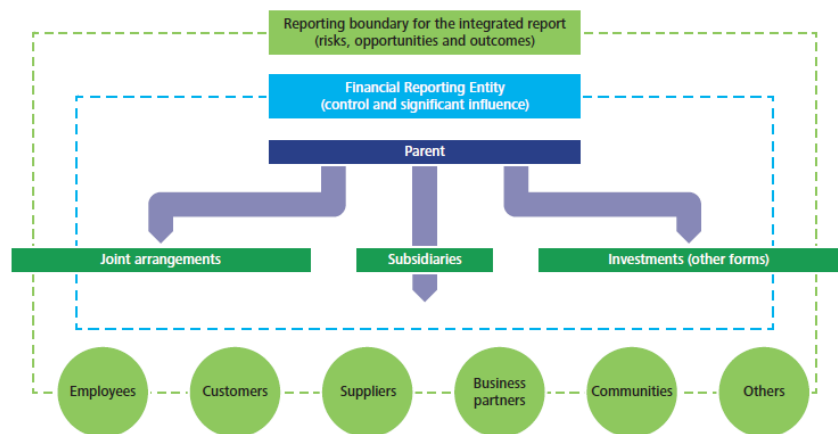 Reporting boundary for the integrated report
(risks, opportunities and outcomes)
Financial Reporting Entity
(control and significant influence)
Parent
Joint arrangements
Subsidiaries
Investments (other forms)
Employees
Customers
Suppliers
Business
partners
Communities
Others